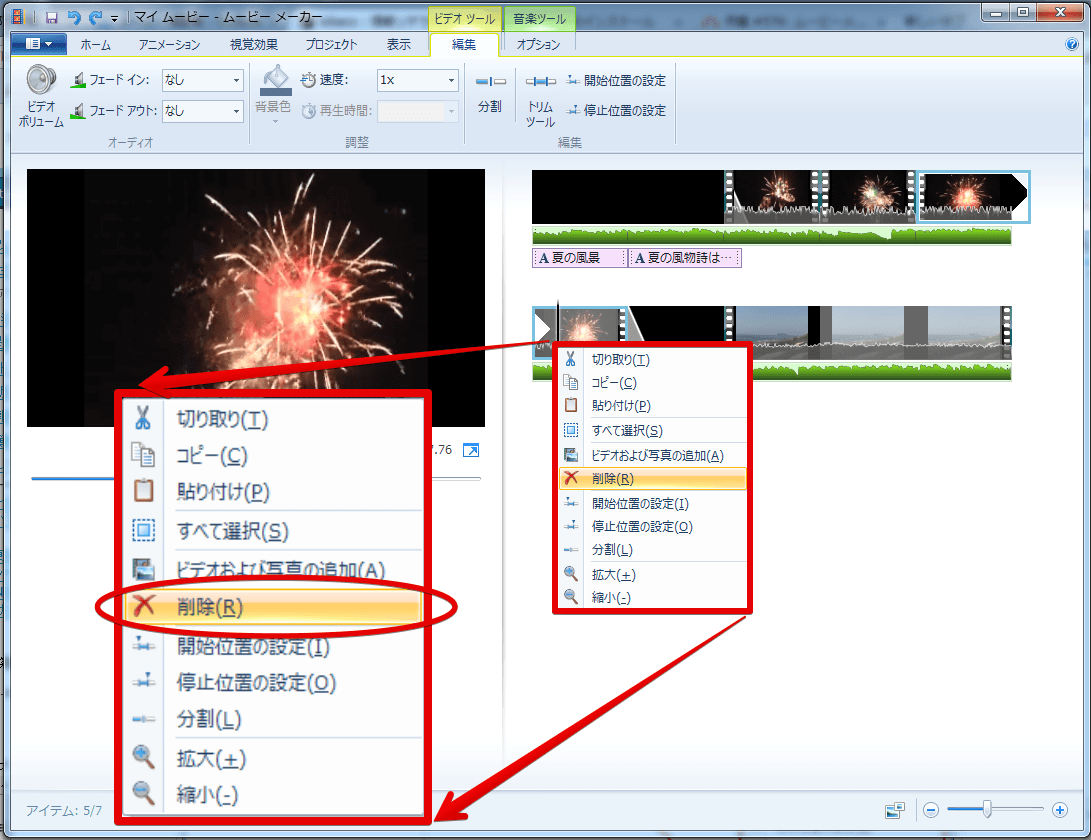 マイ ムービー - ムービー メーカー
ビデオ ツール
音楽ツール
ホーム
アニメーション
視覚効果
プロジェクト
表示
編集
オプション
ビデオ
ボリューム
フェード イン:
なし
フェード アウト:
なし
オーディオ
背景色
速度:
1x
再生時間:
調整
分割
トリム
ツール
開始位置の設定
停止位置の設定
編集
A 夏の風景
A 夏の風物詩は…
切り取り(T)
コピー(C)
貼り付け(P)
すべて選択(S)
ビデオおよび写真の追加(A)
削除(R)
開始位置の設定(I)
停止位置の設定(O)
分割(L)
拡大(+)
縮小(-)
7.76
切り取り(T)
コピー(C)
貼り付け(P)
すべて選択(S)
ビデオおよび写真の追加(A)
削除(R)
開始位置の設定(I)
停止位置の設定(O)
分割(L)
拡大(+)
縮小(-)
アイテム: 5/7